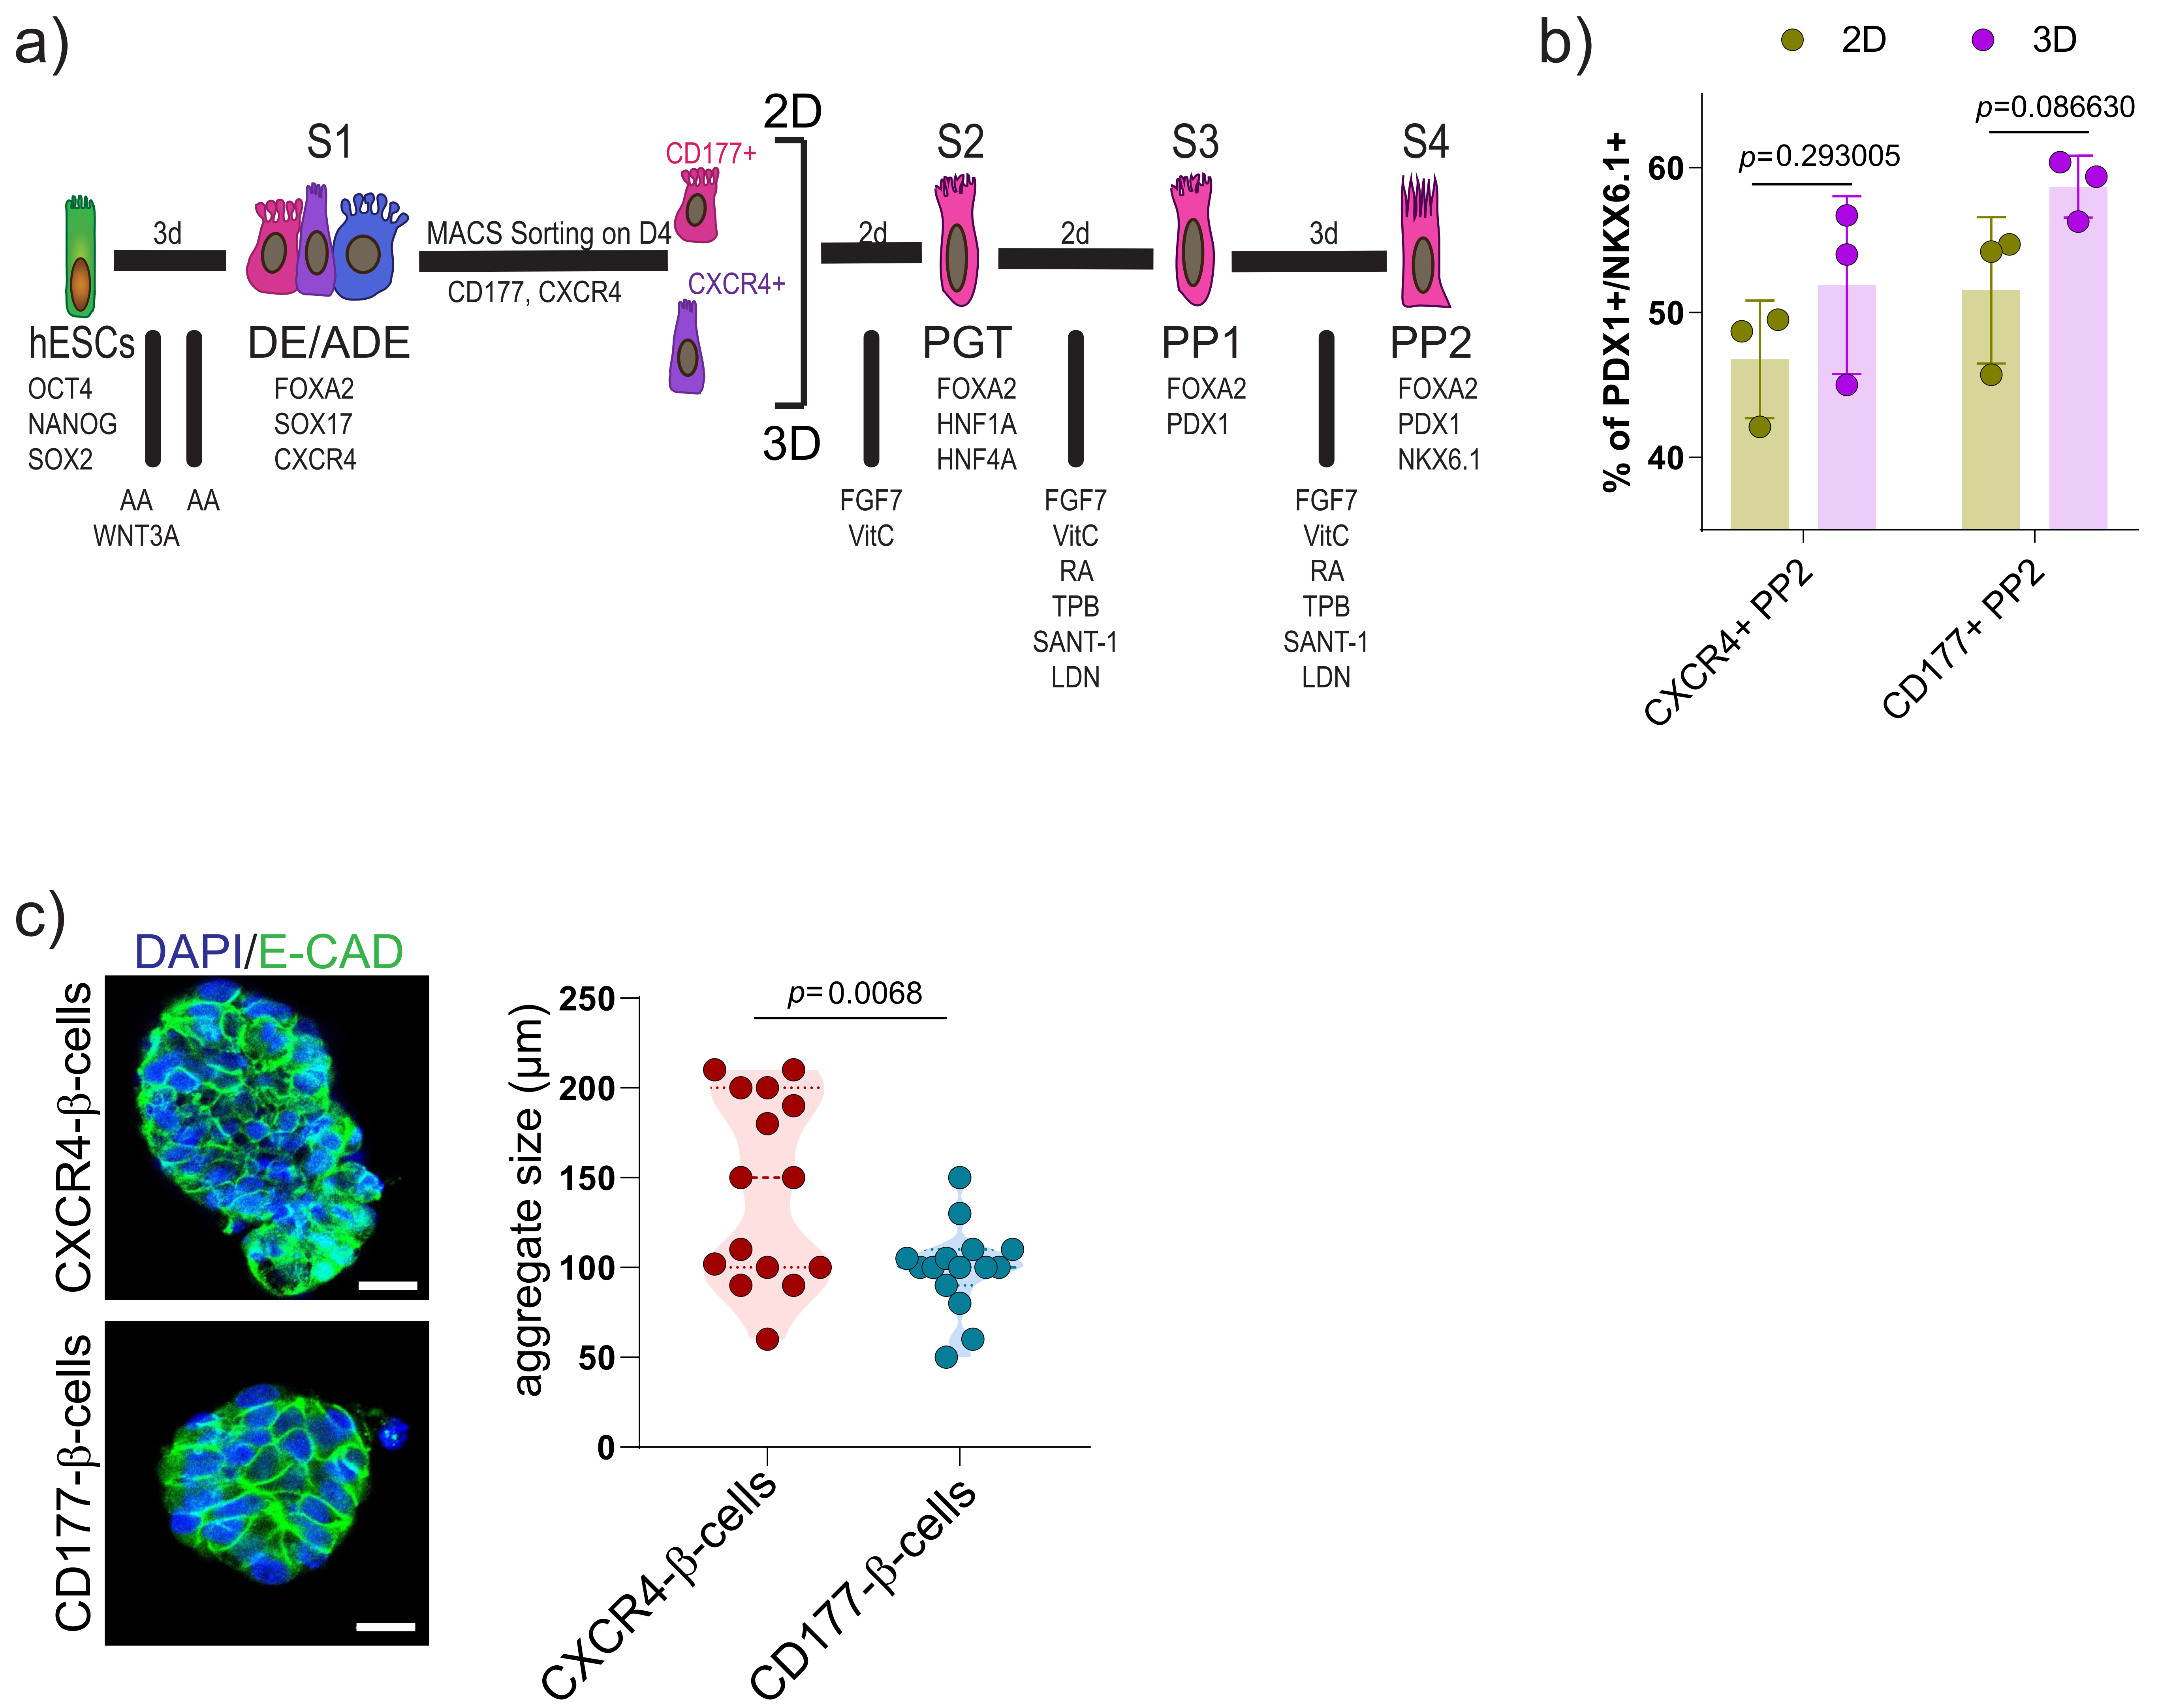 a)
S1
2D
CD177+
S2
S3
S4
3d
MACS Sorting on D4
CD177, CXCR4
CXCR4+
2d
2d
3d
hESCs
DE/ADE
PGT
PP1
PP2
3D
OCT4
NANOG
SOX2
FOXA2
SOX17
CXCR4
FOXA2
HNF1A
HNF4A
FOXA2
PDX1
FOXA2
PDX1
NKX6.1
AA
WNT3A
AA
FGF7
VitC
FGF7
VitC
RA
TPB
SANT-1
LDN
FGF7
VitC
RA
TPB
SANT-1
LDN
b)
2D
3D
% of PDX1+/NKX6.1+
60
50
40
p=0.293005
p=0.086630
CXCR4+ PP2
CD177+ PP2
c)
DAPI/E-CAD
CXCR4-β-cells
CD177-β-cells
aggregate size (μm)
250
200
150
100
50
0
p= 0.0068
CXCR4-β-cells
CD177-β-cells